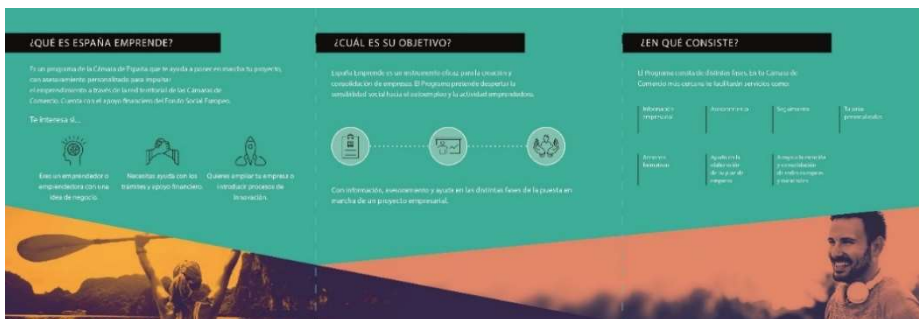 ¿QUÉ ES ESPAÑA EMPRENDE?
Es un programa de la Cámara de España que te ayuda a poner en marcha tu proyecto,
con asesoramiento personalizado para impulsar
el emprendimiento a través de la red territorial de las Cámaras de
Comercio. Cuenta con el apoyo financiero del Fondo Social Europeo.
Te interesa si...
Eres un emprendedor o
emprendedora con una
idea de negocio.
Necesitas ayuda con los
trámites y apoyo financiero.
Quieres ampliar tu empresa o
introducir procesos de
innovación.
¿CUÁL ES SU OBJETIVO?
España Emprende es un instrumento eficaz para la creación y
consolidación de empresas. El Programa pretende despertar la
sensibilidad social hacia el autoempleo y la actividad emprendedora.
Con información, asesoramiento y ayuda en las distintas fases de la puesta en
marcha de un proyecto empresarial.
¿EN QUÉ CONSISTE?
El Programa consta de distintas fases. En la Cámara de
Comercio más cercana te facilitarán servicios como:
Información
empresarial
Asesoramiento
Seguimiento
Tutorías
personalizadas
Acciones
formativas
Ayuda en la
elaboración
de tu plan de
empresa
Apoyo a la creación
y consolidación
de redes europeas
y nacionales